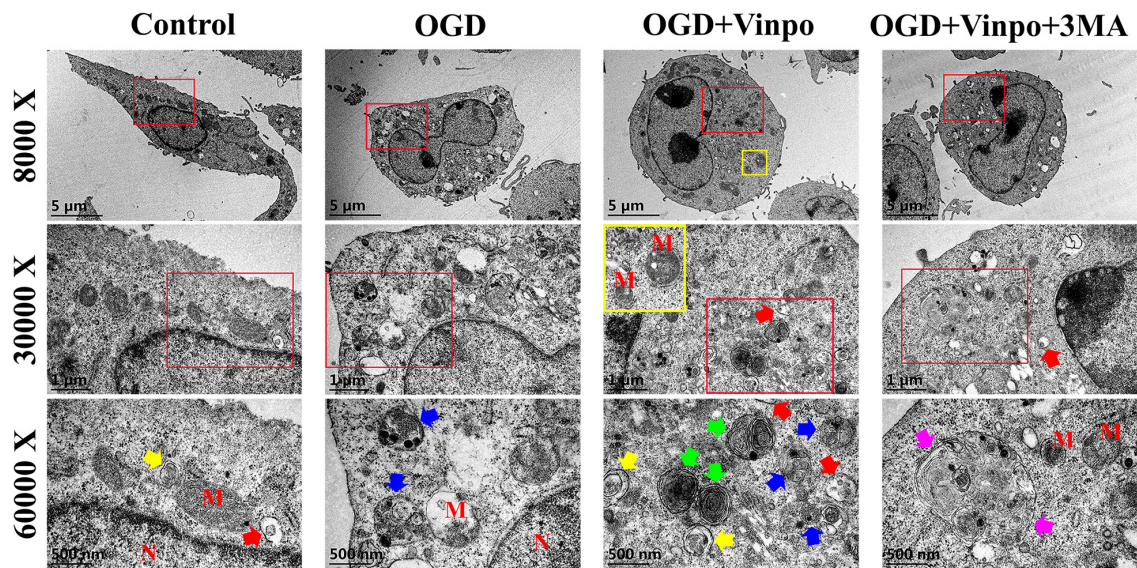 Control OGD OGD+Vinpo OGD+Vinpo+3MA
8000 X
5 µm 5 µm 5 µm 5 µm
30000 X
M
M
1 µm 1 µm 1 µm 1 µm
60000 X
M M
M M
N N
500 nm 500 nm 500 nm 500 nm